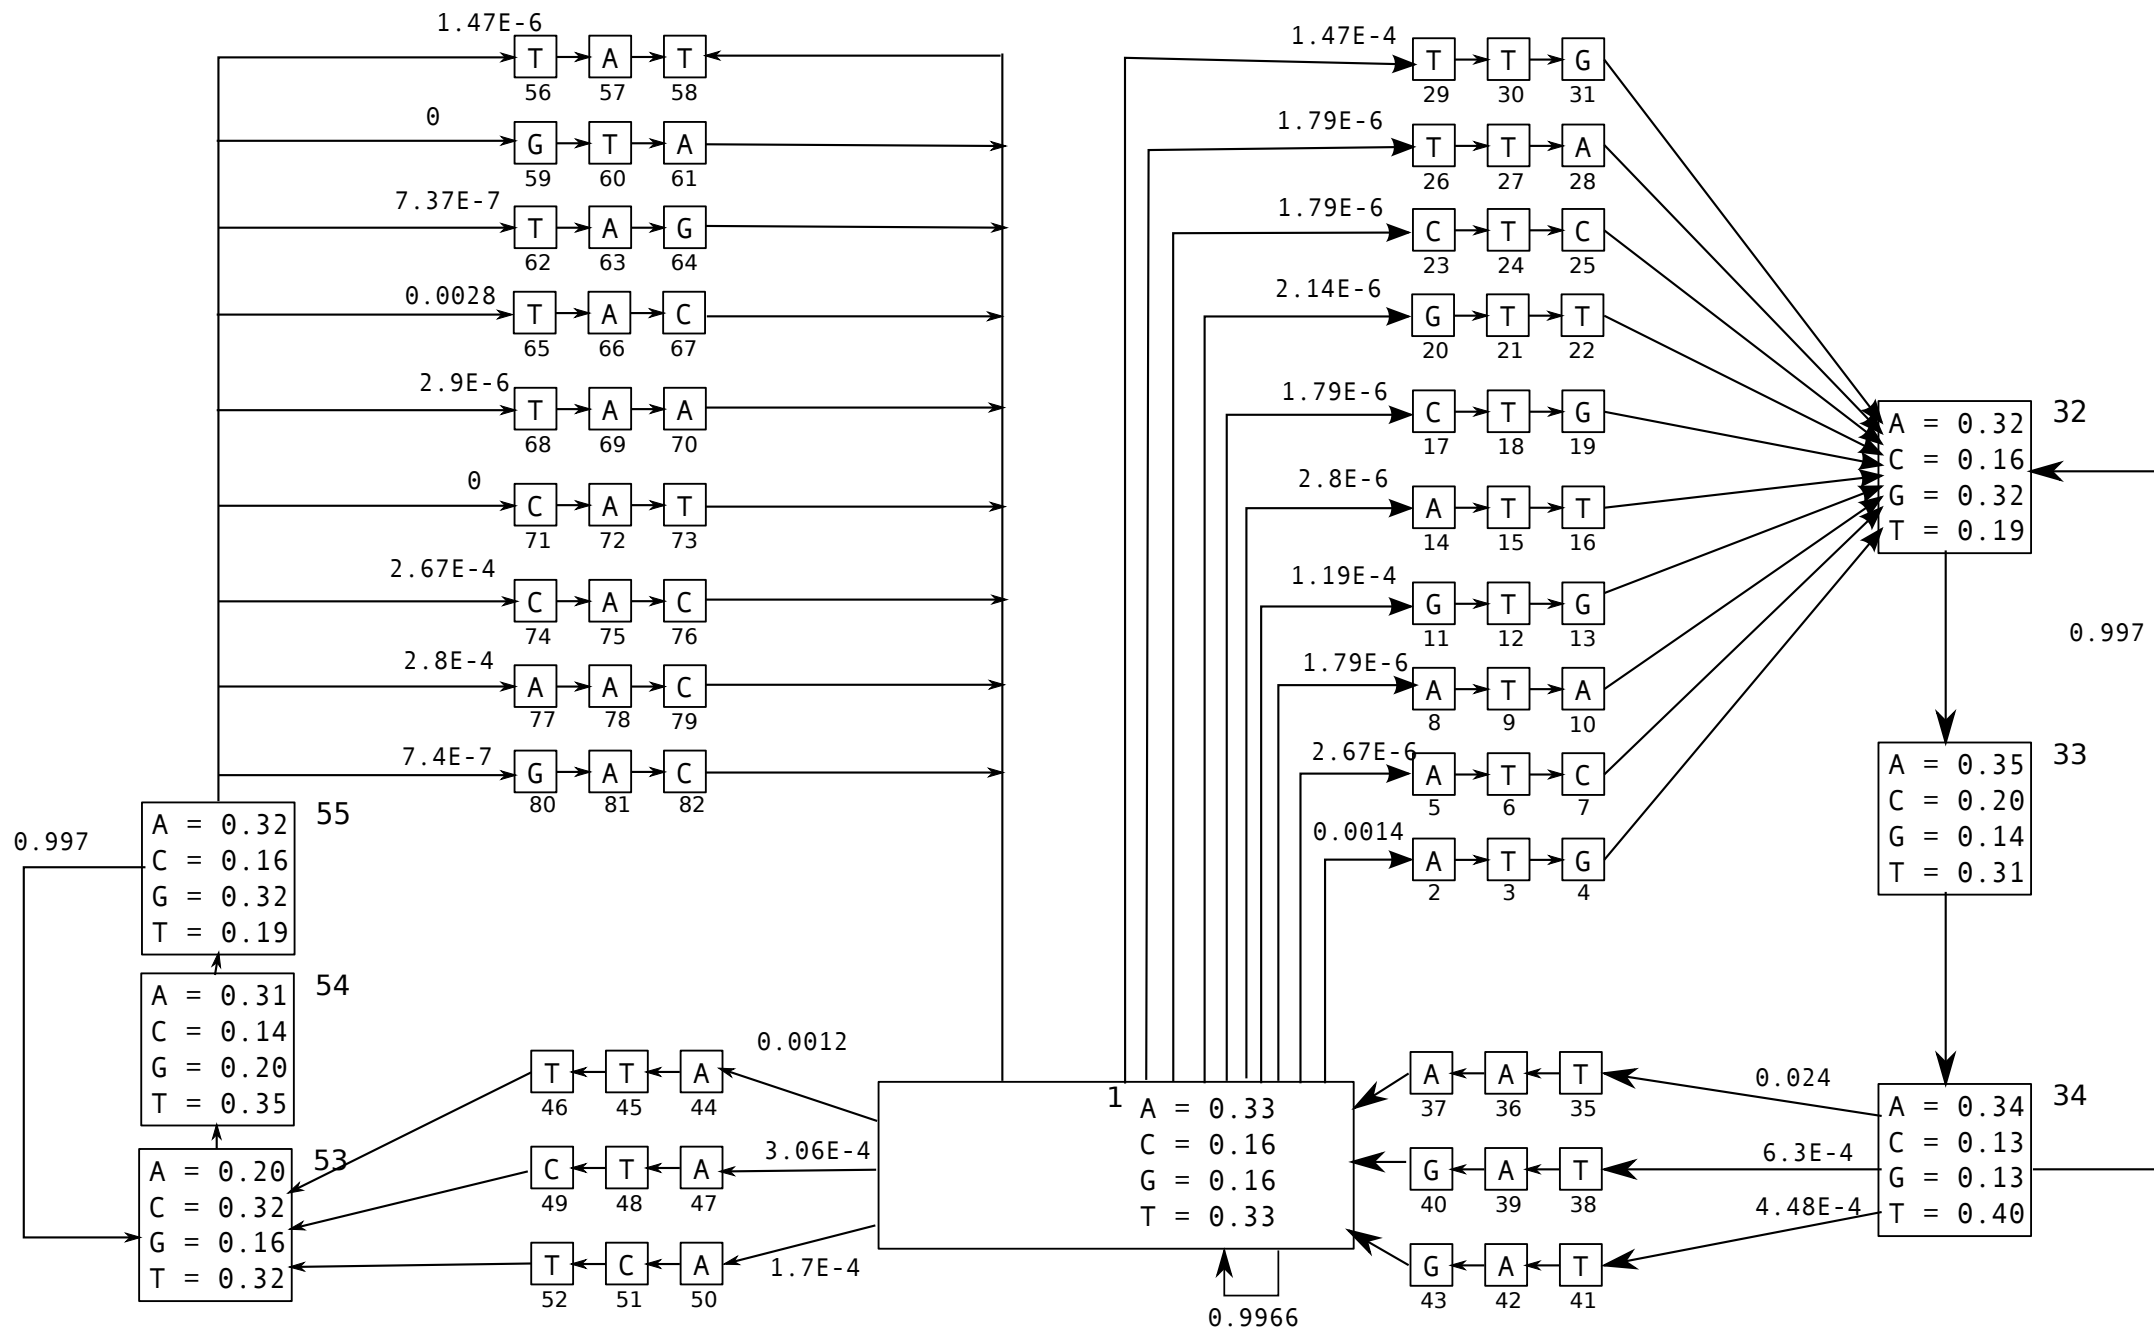 1.47E-6
T A T
56 57 58
0
G T A
59 60 61
7.37E-7
T A G
62 63 64
0.0028
T A C
65 66 67
2.9E-6
T A A
68 69 70
0
C A T
71 72 73
2.67E-4
C A C
74 75 76
2.8E-4
A A C
77 78 79
7.4E-7
G A C
80 81 82
55
A = 0.32
C = 0.16
G = 0.32
T = 0.19
0.997
54
A = 0.31
C = 0.14
G = 0.20
T = 0.35
53
A = 0.20
C = 0.32
G = 0.16
T = 0.32
0.0012
T T A
46 45 44
3.06E-4
C T A
49 48 47
1.7E-4
T C A
52 51 50
1
A = 0.33
C = 0.16
G = 0.16
T = 0.33
0.9966
1.47E-4
T T G
29 30 31
1.79E-6
T T A
26 27 28
1.79E-6
C T C
23 24 25
2.14E-6
G T T
20 21 22
1.79E-6
C T G
17 18 19
2.8E-6
A T T
14 15 16
1.19E-4
G T G
11 12 13
1.79E-6
A T A
8 9 10
2.67E-6
A T C
5 6 7
0.0014
A T G
2 3 4
32
A = 0.32
C = 0.16
G = 0.32
T = 0.19
0.997
33
A = 0.35
C = 0.20
G = 0.14
T = 0.31
34
A = 0.34
C = 0.13
G = 0.13
T = 0.40
0.024
A A T
37 36 35
6.3E-4
G A T
40 39 38
4.48E-4
G A T
43 42 41